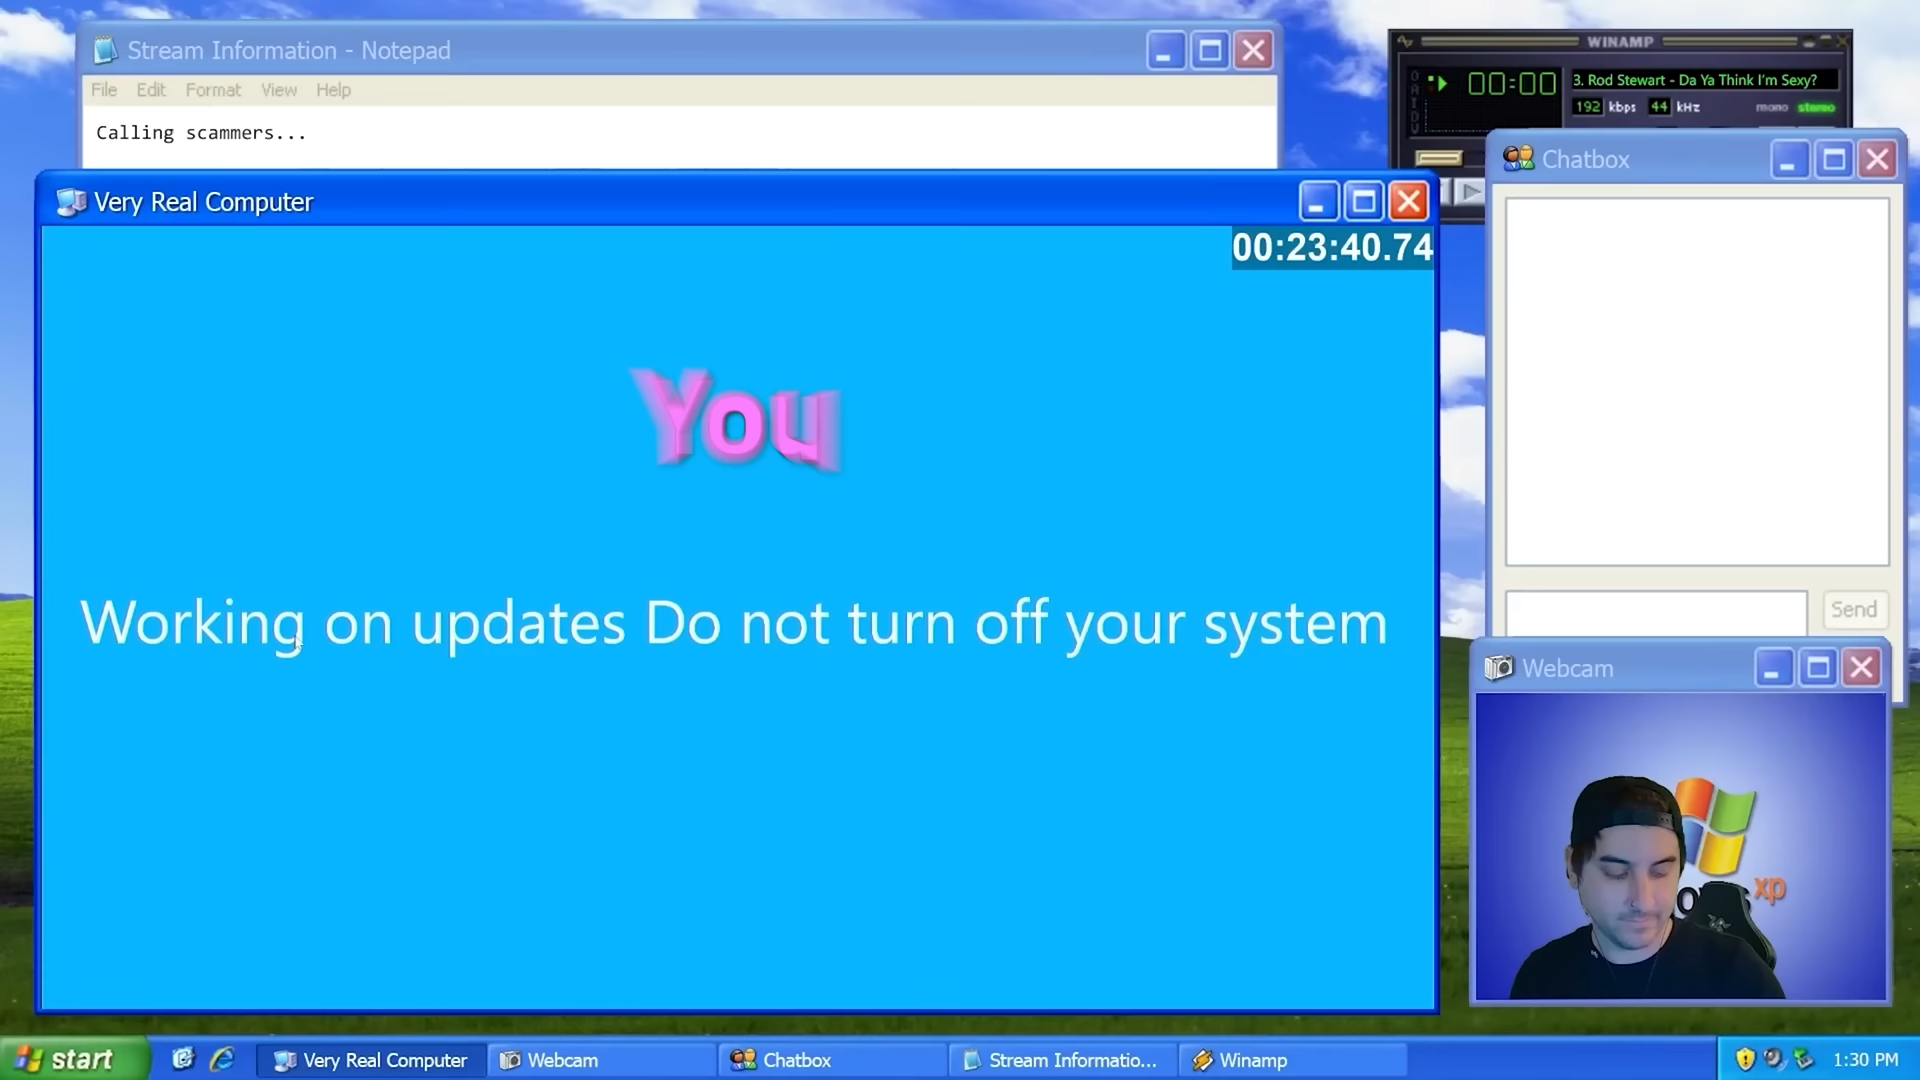 Stream Information - Notepad
File Edit Format View Help
Calling scammers...
WINAMP
OAIDV
00:00
3. Rod Stewart - Da Ya Think I'm Sexy?
192 kbps 44 kHz mono stereo
Chatbox
Send
Very Real Computer
00:23:40.74
You
Working on updates Do not turn off your system
Webcam
xp
start
Very Real Computer
Webcam
Chatbox
Stream Informatio...
Winamp
1:30 PM